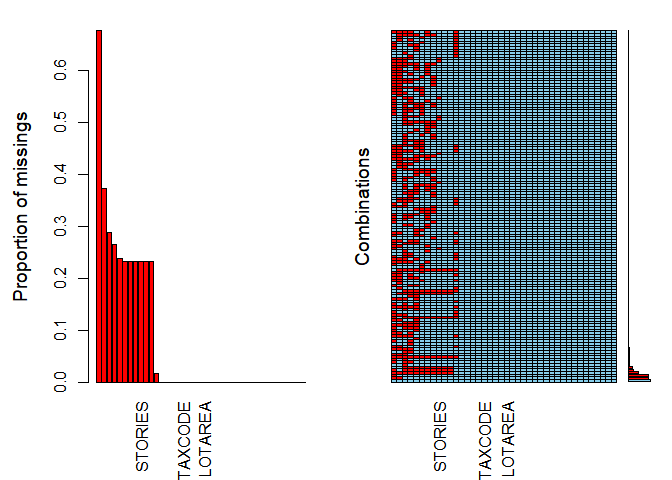 Proportion of missings
0.6
0.5
0.4
0.3
0.2
0.1
0.0
STORIES
TAXCODE
LOTAREA
Combinations
STORIES
TAXCODE
LOTAREA